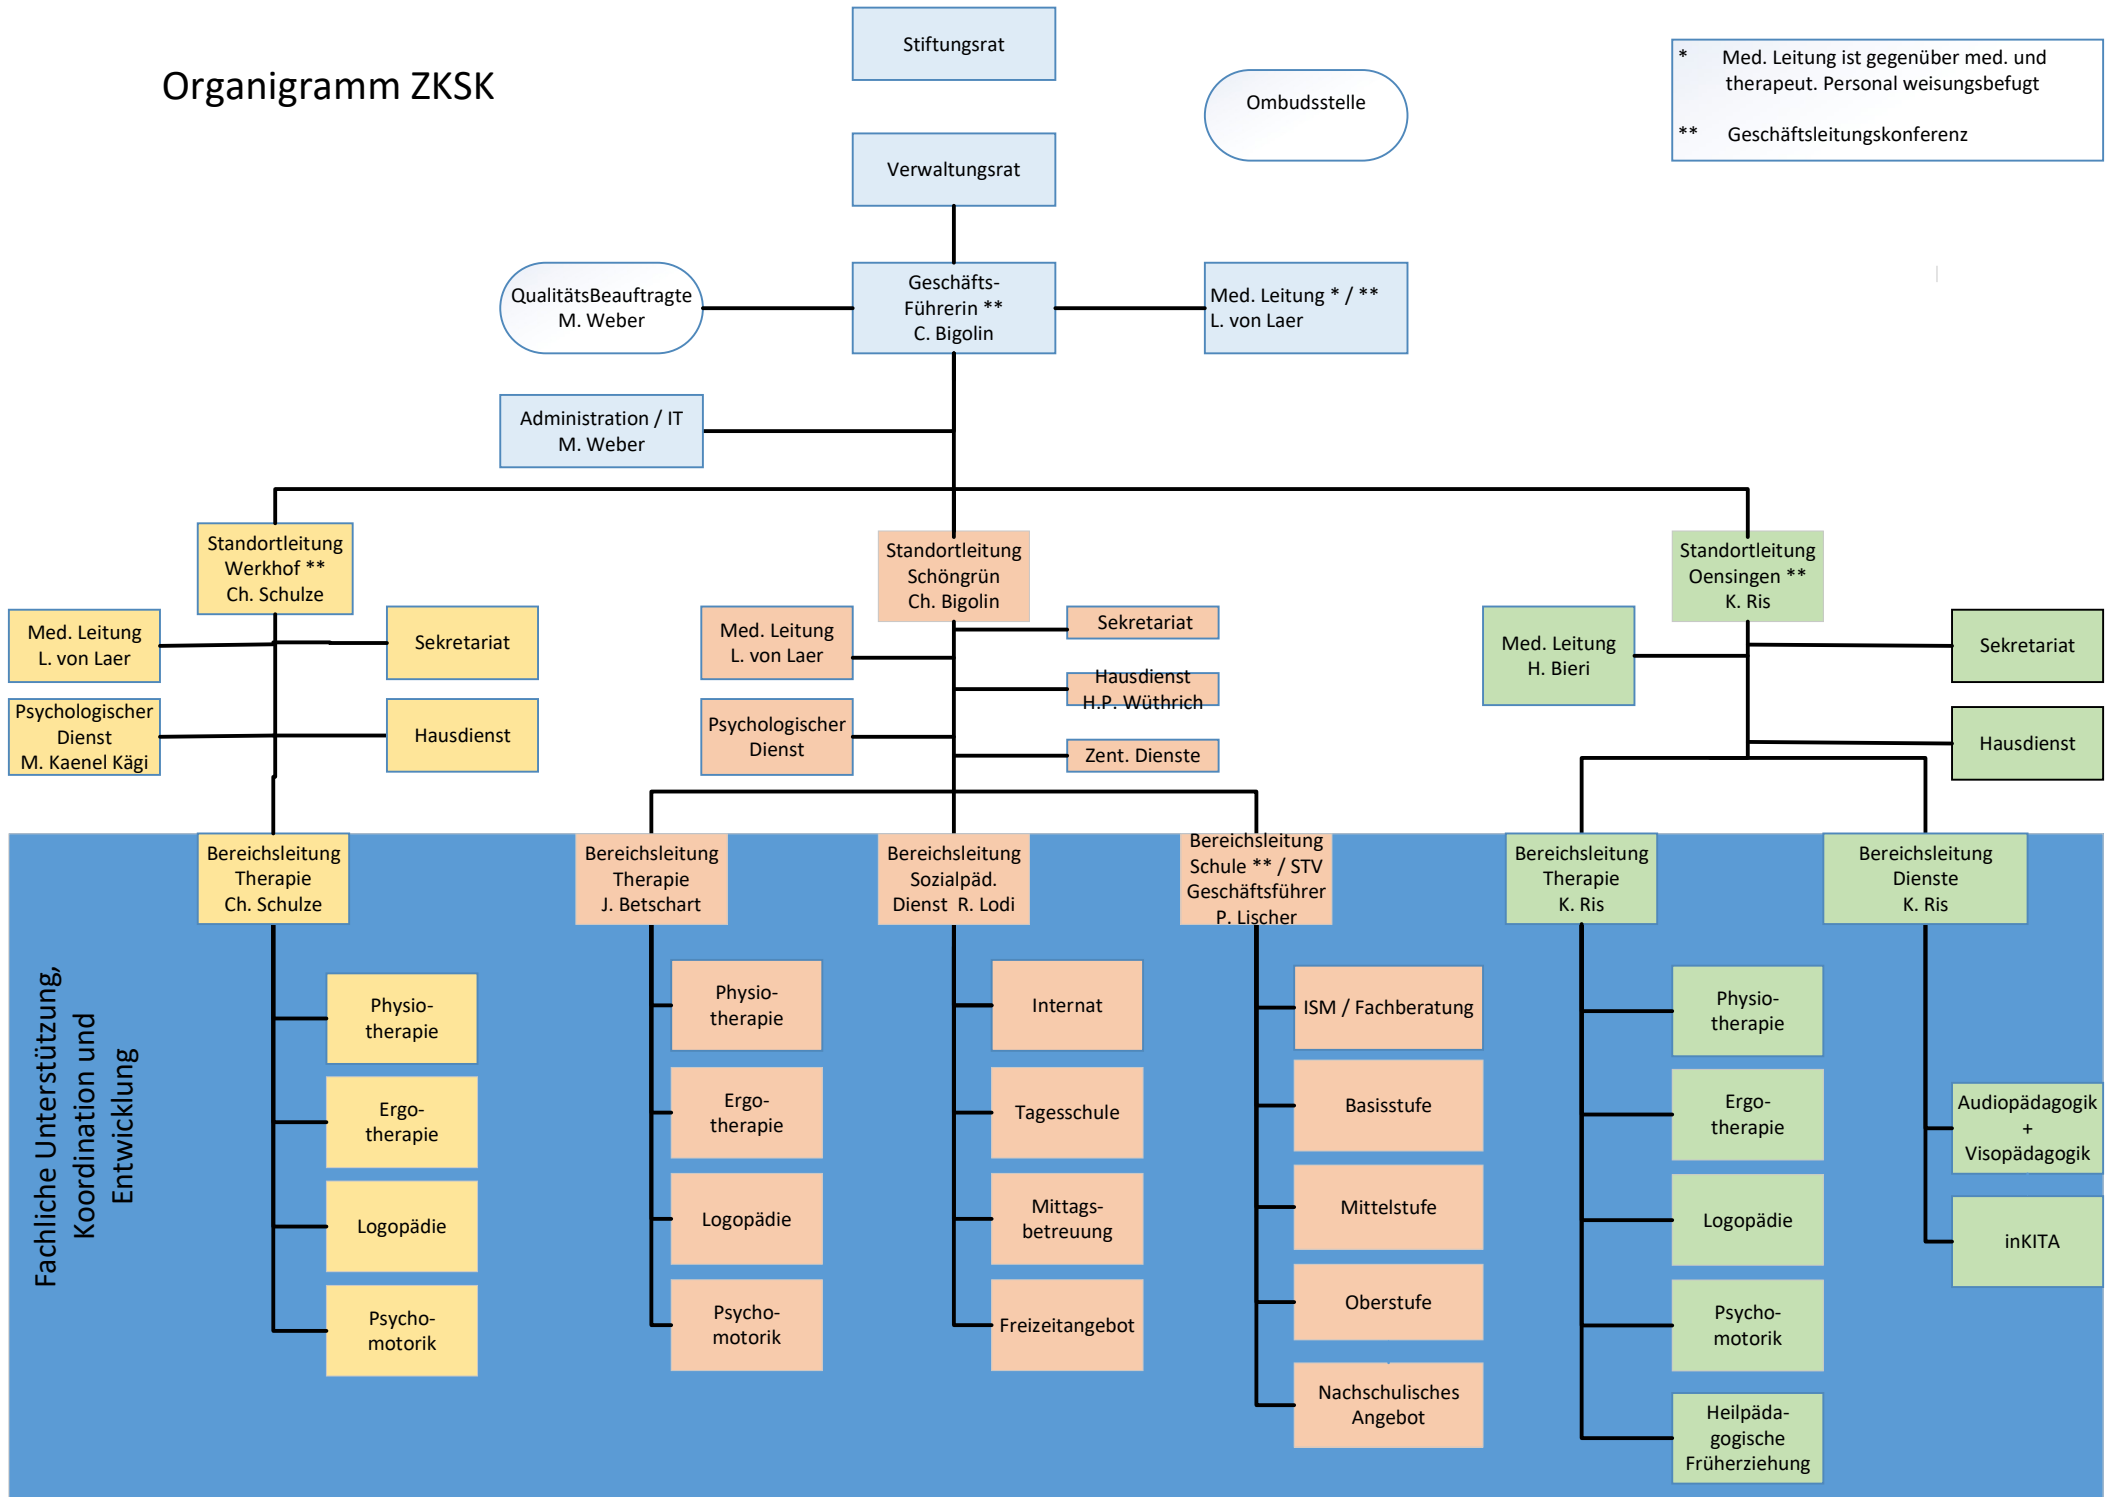 Organigramm ZKSK
Stiftungsrat
Ombudsstelle
* Med. Leitung ist gegenüber med. und
therapeut. Personal weisungsbefugt
** Geschäftsleitungskonferenz
Verwaltungsrat
QualitätsBeauftragte
M. Weber
Geschäfts-
Führerin **
C. Bigolin
Med. Leitung * / **
L. von Laer
Administration / IT
M. Weber
Standortleitung
Werkhof **
Ch. Schulze
Med. Leitung
L. von Laer
Sekretariat
Psychologischer
Dienst
M. Kaenel Kägi
Hausdienst
Standortleitung
Schöngrün
Ch. Bigolin
Med. Leitung
L. von Laer
Sekretariat
Hausdienst
H.P. Wüthrich
Psychologischer
Dienst
Zent. Dienste
Standortleitung
Oensingen **
K. Ris
Med. Leitung
H. Bieri
Sekretariat
Hausdienst
Fachliche Unterstützung,
Koordination und
Entwicklung
Bereichsleitung
Therapie
Ch. Schulze
Physio-
therapie
Ergo-
therapie
Logopädie
Psycho-
motorik
Bereichsleitung
Therapie
J. Betschart
Physio-
therapie
Ergo-
therapie
Logopädie
Psycho-
motorik
Bereichsleitung
Sozialpäd.
Dienst R. Lodi
Internat
Tagesschule
Mittags-
betreuung
Freizeitangebot
Bereichsleitung
Schule ** / STV
Geschäftsführer
P. Lischer
ISM / Fachberatung
Basisstufe
Mittelstufe
Oberstufe
Nachschulisches
Angebot
Bereichsleitung
Therapie
K. Ris
Physio-
therapie
Ergo-
therapie
Logopädie
Psycho-
motorik
Heilpäda-
gogische
Früherziehung
Bereichsleitung
Dienste
K. Ris
Audiopädagogik
+
Visopädagogik
inKITA